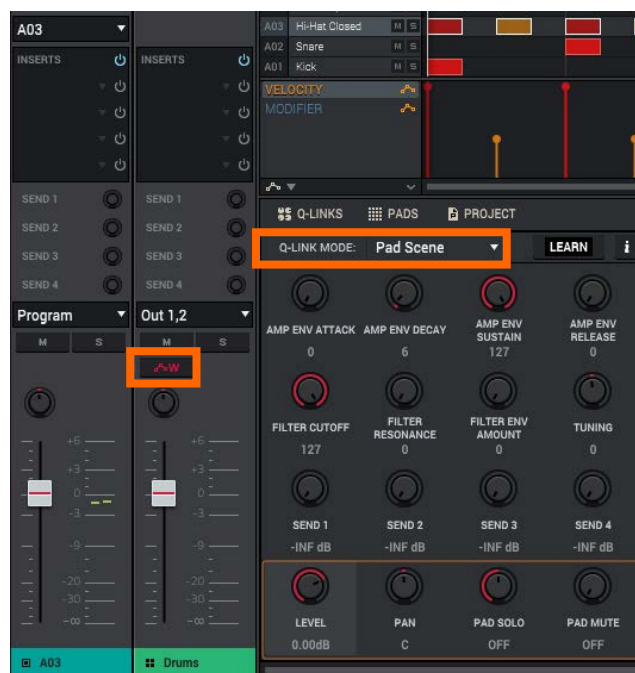 A03
INSERTS
SEND 1
SEND 2
SEND 3
SEND 4
Program
M S
+6
+3
0
-3
-9
-20
-30
-∞
A03
INSERTS
SEND 1
SEND 2
SEND 3
SEND 4
Out 1,2
M S
W
+6
+3
0
-3
-9
-20
-30
-∞
Drums
A03 Hi-Hat Closed M S
A02 Snare M S
A01 Kick M S
VELOCITY
MODIFIER
Q-LINKS PADS PROJECT
Q-LINK MODE: Pad Scene LEARN i
AMP ENV ATTACK AMP ENV DECAY AMP ENV SUSTAIN AMP ENV RELEASE
0 6 127 0
FILTER CUTOFF FILTER RESONANCE FILTER ENV AMOUNT TUNING
127 0 0 0
SEND 1 SEND 2 SEND 3 SEND 4
-INF dB -INF dB -INF dB -INF dB
LEVEL PAN PAD SOLO PAD MUTE
0.00dB C OFF OFF